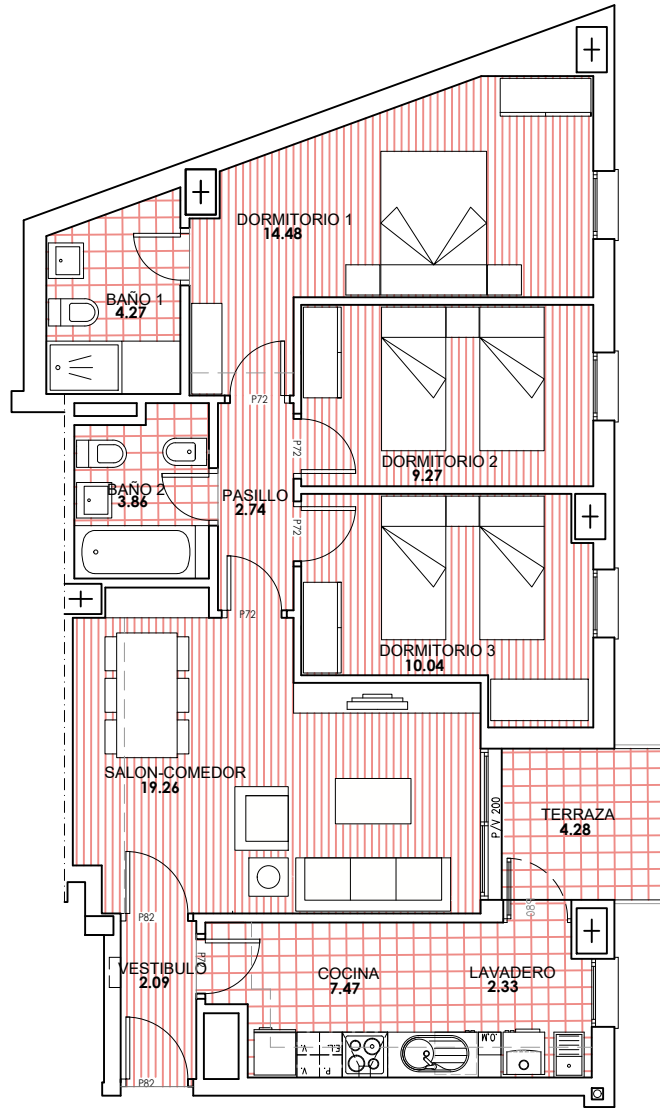 DORMITORIO 1
14.48
BAÑO 1
4.27
P72
P72
DORMITORIO 2
9.27
BAÑO 2
3.86
PASILLO
2.74
P72
P72
DORMITORIO 3
10.04
SALON-COMEDOR
19.26
P/V 200
TERRAZA
4.28
P82
080
VESTIBULO
2.09
P70
COCINA
7.47
LAVADERO
2.33
V.
E.L.
V.
P.
O.M
P82